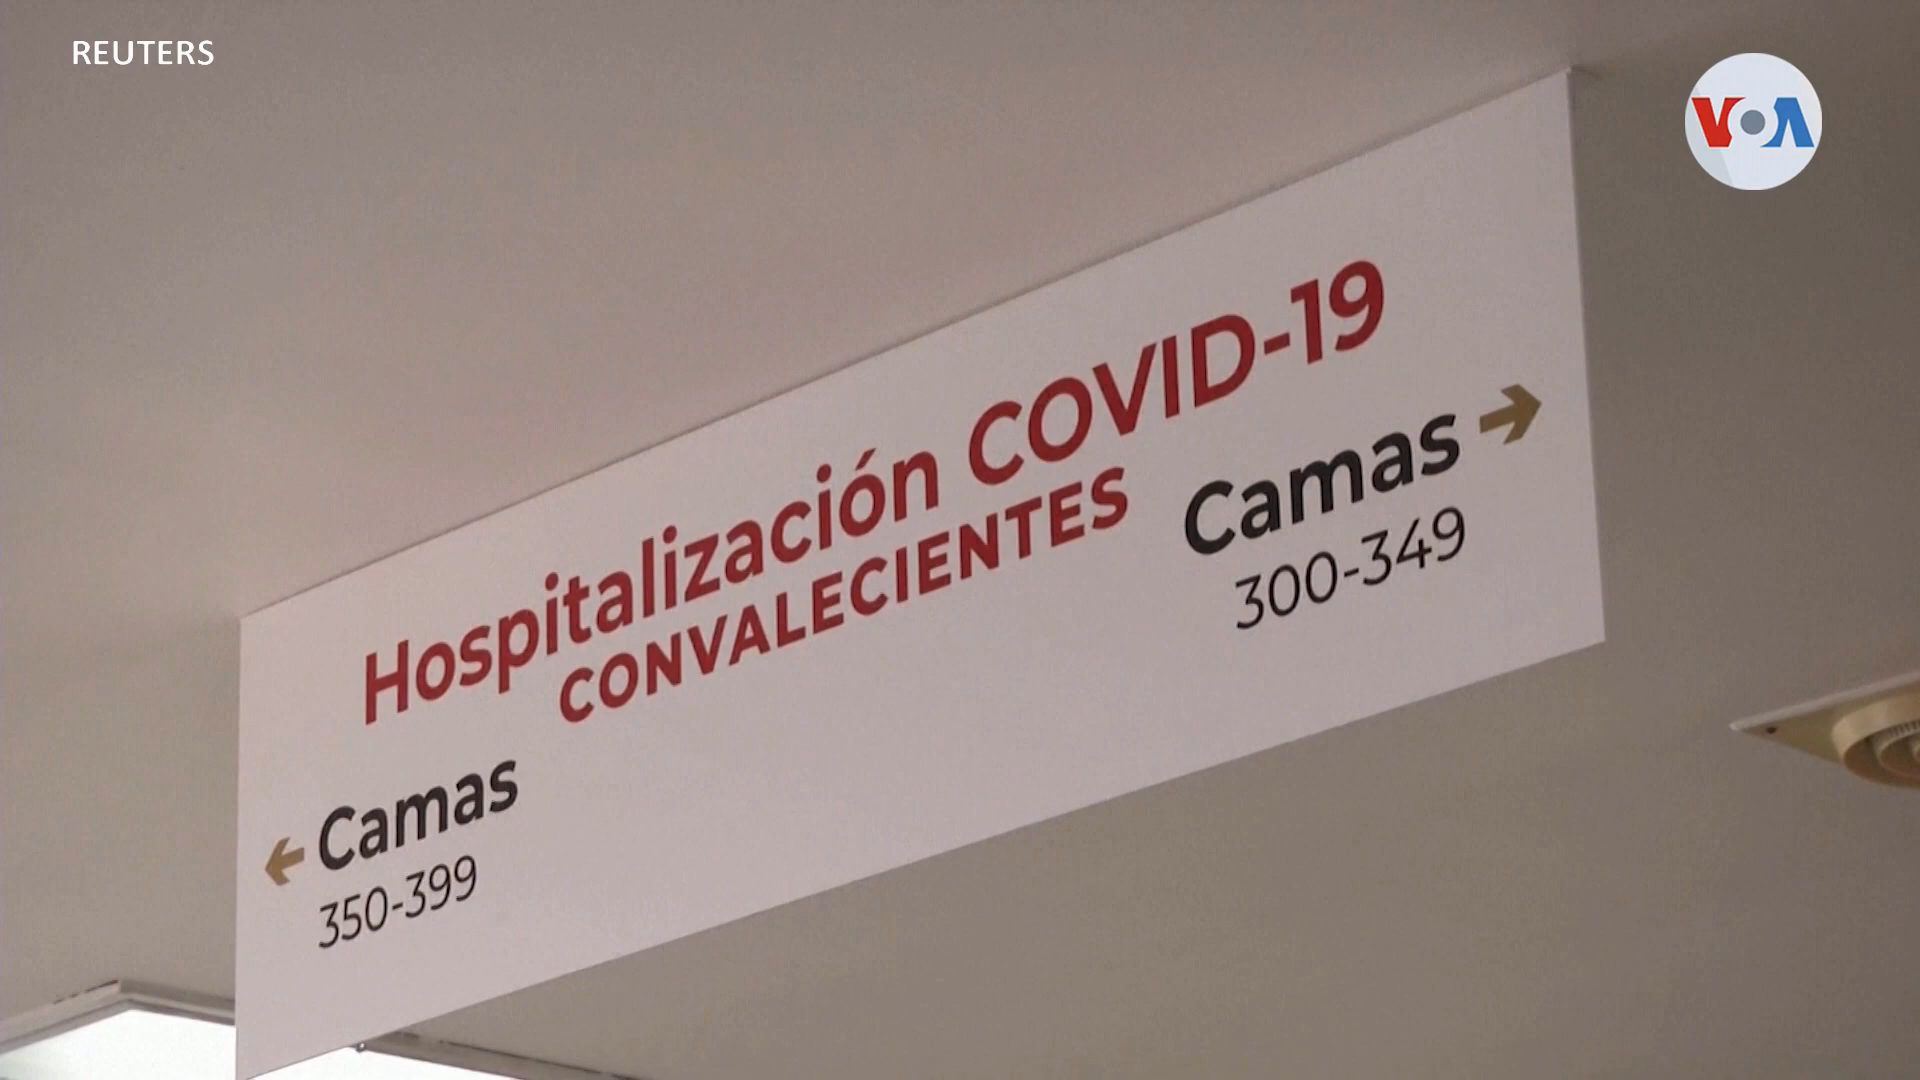 REUTERS
VOA
Hospitalización COVID-19
CONVALECIENTES
Camas →
300-349
← Camas
350-399